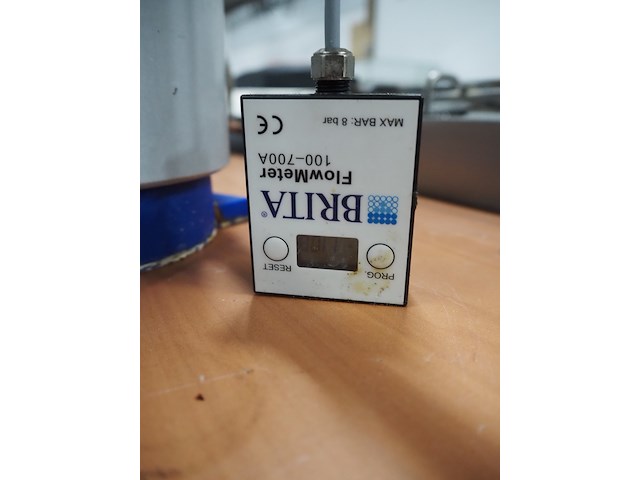 PROG. RESET
BRITA®
FlowMeter
100–700A
MAX BAR: 8 bar CE